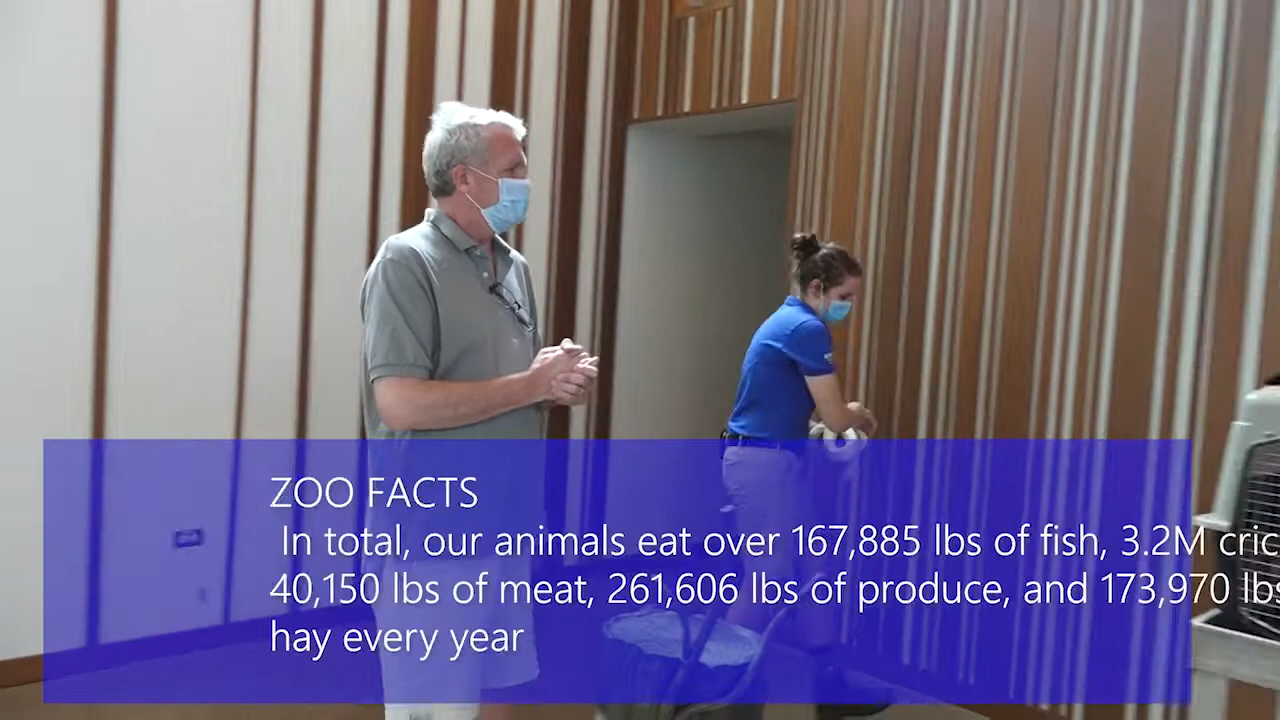 ZOO FACTS
In total, our animals eat over 167,885 lbs of fish, 3.2M cric
40,150 lbs of meat, 261,606 lbs of produce, and 173,970 lbs
hay every year